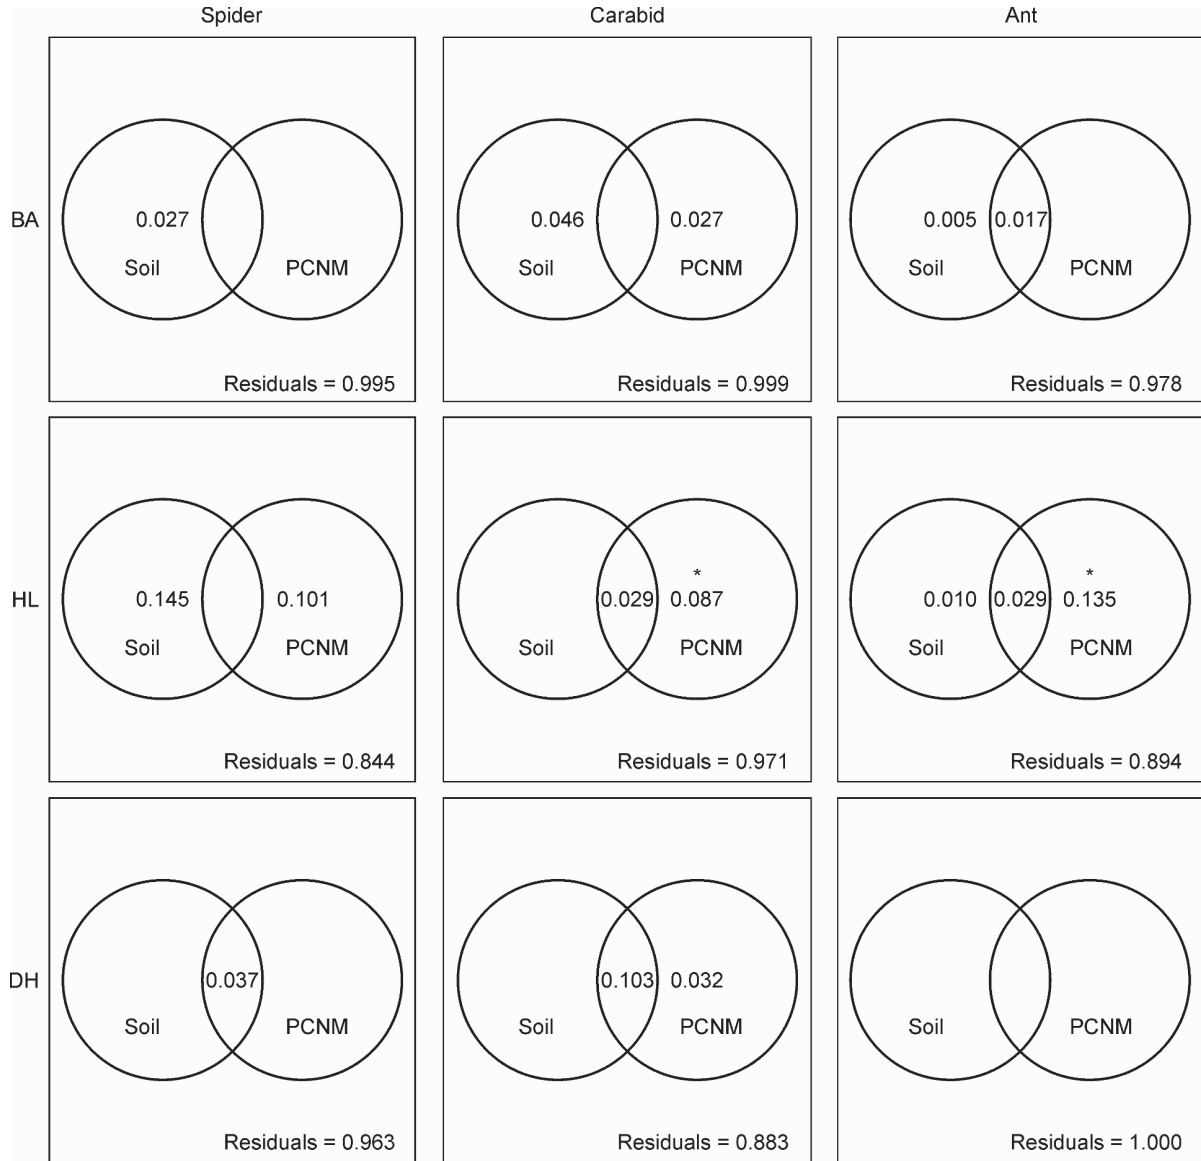 Spider Carabid Ant
BA
0.027
Soil PCNM
Residuals = 0.995
0.046 0.027
Soil PCNM
Residuals = 0.999
0.005 0.017
Soil PCNM
Residuals = 0.978
HL
0.145 0.101
Soil PCNM
Residuals = 0.844
*
0.029 0.087
Soil PCNM
Residuals = 0.971
*
0.010 0.029 0.135
Soil PCNM
Residuals = 0.894
DH
0.037
Soil PCNM
Residuals = 0.963
0.103 0.032
Soil PCNM
Residuals = 0.883
Soil PCNM
Residuals = 1.000